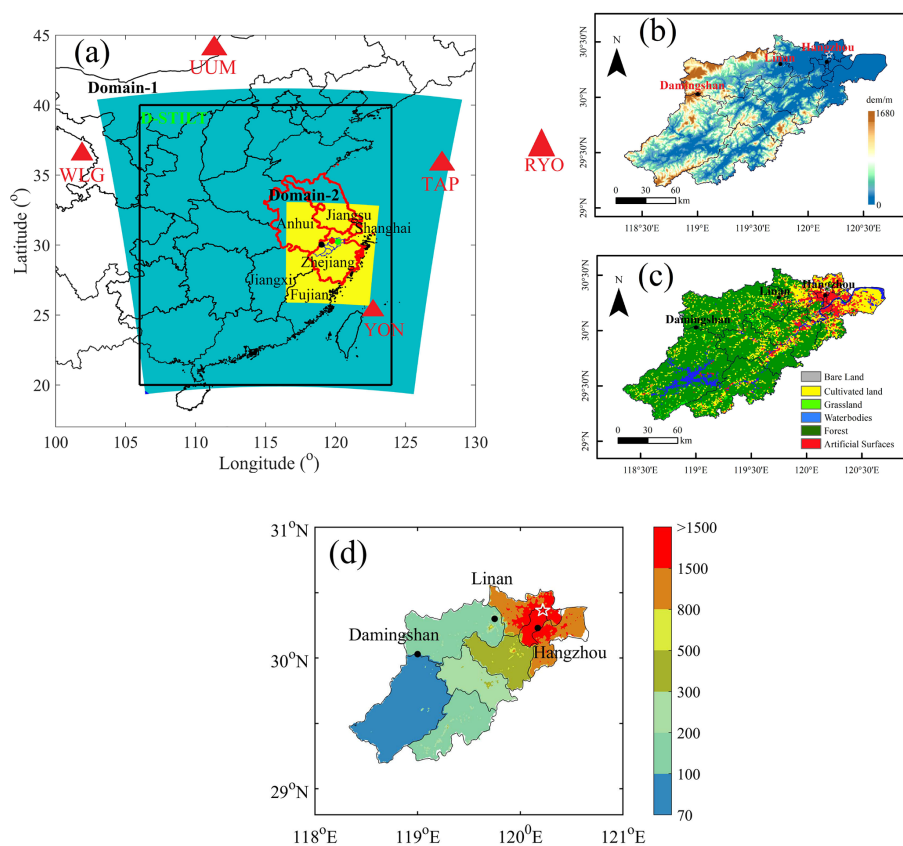 (a)
45
40
35
30
25
20
100
105
110
115
120
125
130
Latitude (°)
Longitude (°)
UUM
Domain-1
D-STILT
WLG
TAP
RYO
YON
Domain-2
Jiangsu
Anhui
Shanghai
Zhejiang
Jiangxi
Fujian
(b)
30°30'E
30°E
29°30'E
29°E
N
Hangzhou
Linan
Damingshan
dem/m
1680
0
0 30 60
km
118°30'E 119°E 119°30'E 120°E 120°30'E
(c)
30°30'E
30°E
29°30'E
29°E
N
Hangzhou
Linan
Damingshan
Bare Land
Cultivated land
Grassland
Waterbodies
Forest
Artificial Surfaces
0 30 60
km
118°30'E 119°E 119°30'E 120°E 120°30'E
(d)
31°N
30°N
29°N
118°E 119°E 120°E 121°E
Linan
Damingshan
Hangzhou
>1500
1500
800
500
300
200
100
70